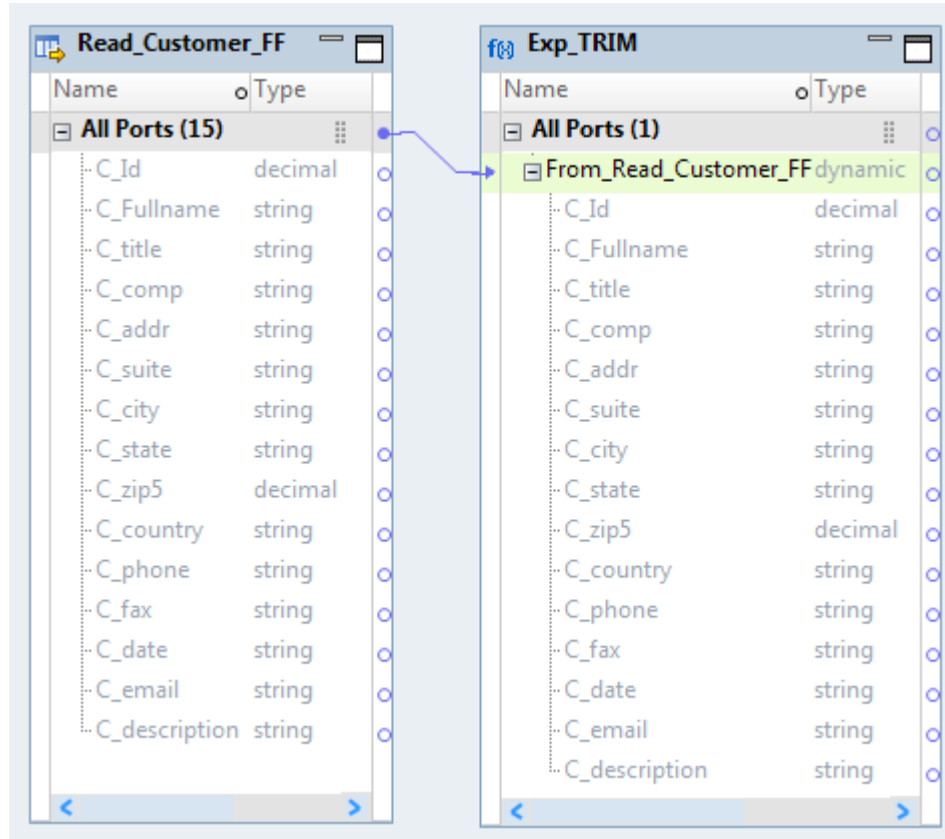 Read_Customer_FF
Name Type
All Ports (15)
C_Id decimal
C_Fullname string
C_title string
C_comp string
C_addr string
C_suite string
C_city string
C_state string
C_zip5 decimal
C_country string
C_phone string
C_fax string
C_date string
C_email string
C_description string
f(x) Exp_TRIM
Name Type
All Ports (1)
From_Read_Customer_FF dynamic
C_Id decimal
C_Fullname string
C_title string
C_comp string
C_addr string
C_suite string
C_city string
C_state string
C_zip5 decimal
C_country string
C_phone string
C_fax string
C_date string
C_email string
C_description string